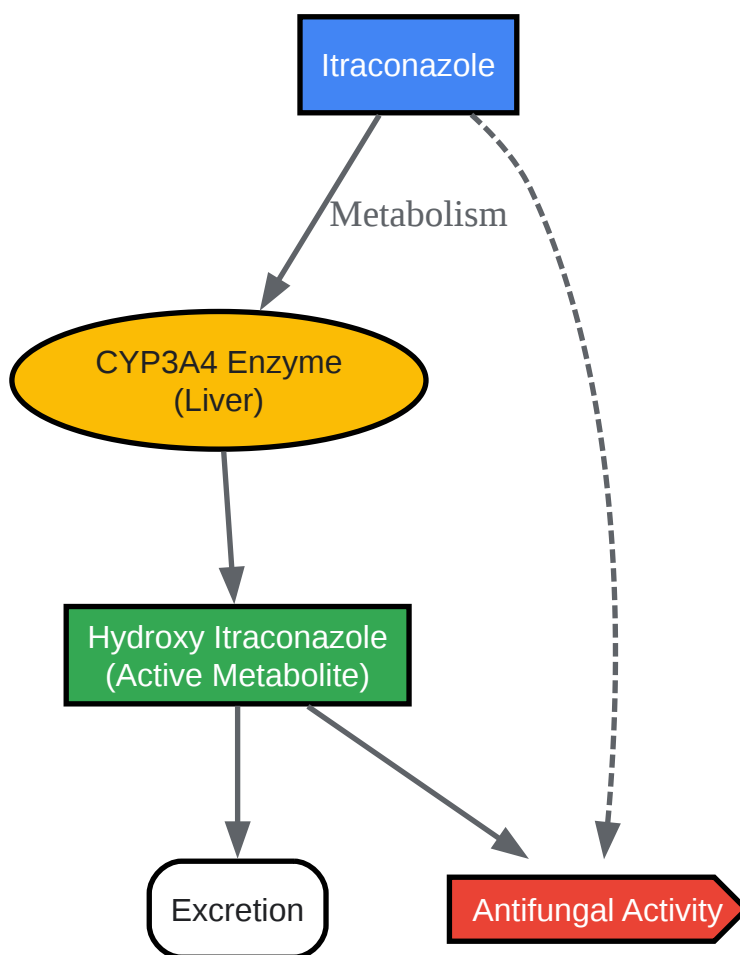 Itraconazole
Metabolism
CYP3A4 Enzyme
(Liver)
Hydroxy Itraconazole
(Active Metabolite)
Excretion
Antifungal Activity